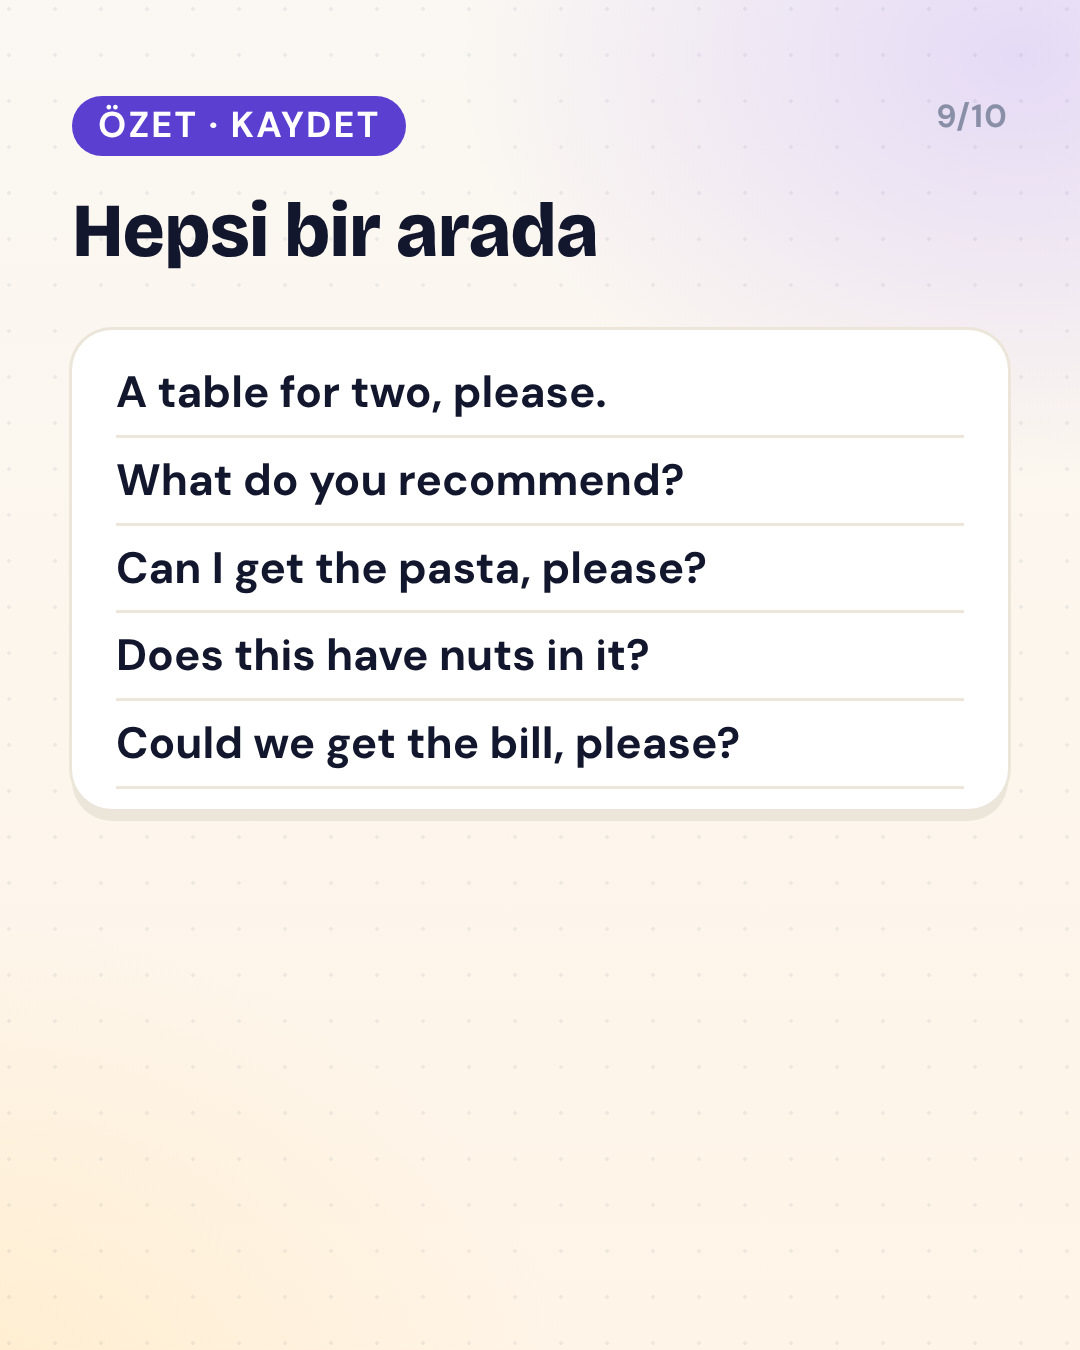 ÖZET · KAYDET
9/10
Hepsi bir arada
A table for two, please.
What do you recommend?
Can I get the pasta, please?
Does this have nuts in it?
Could we get the bill, please?